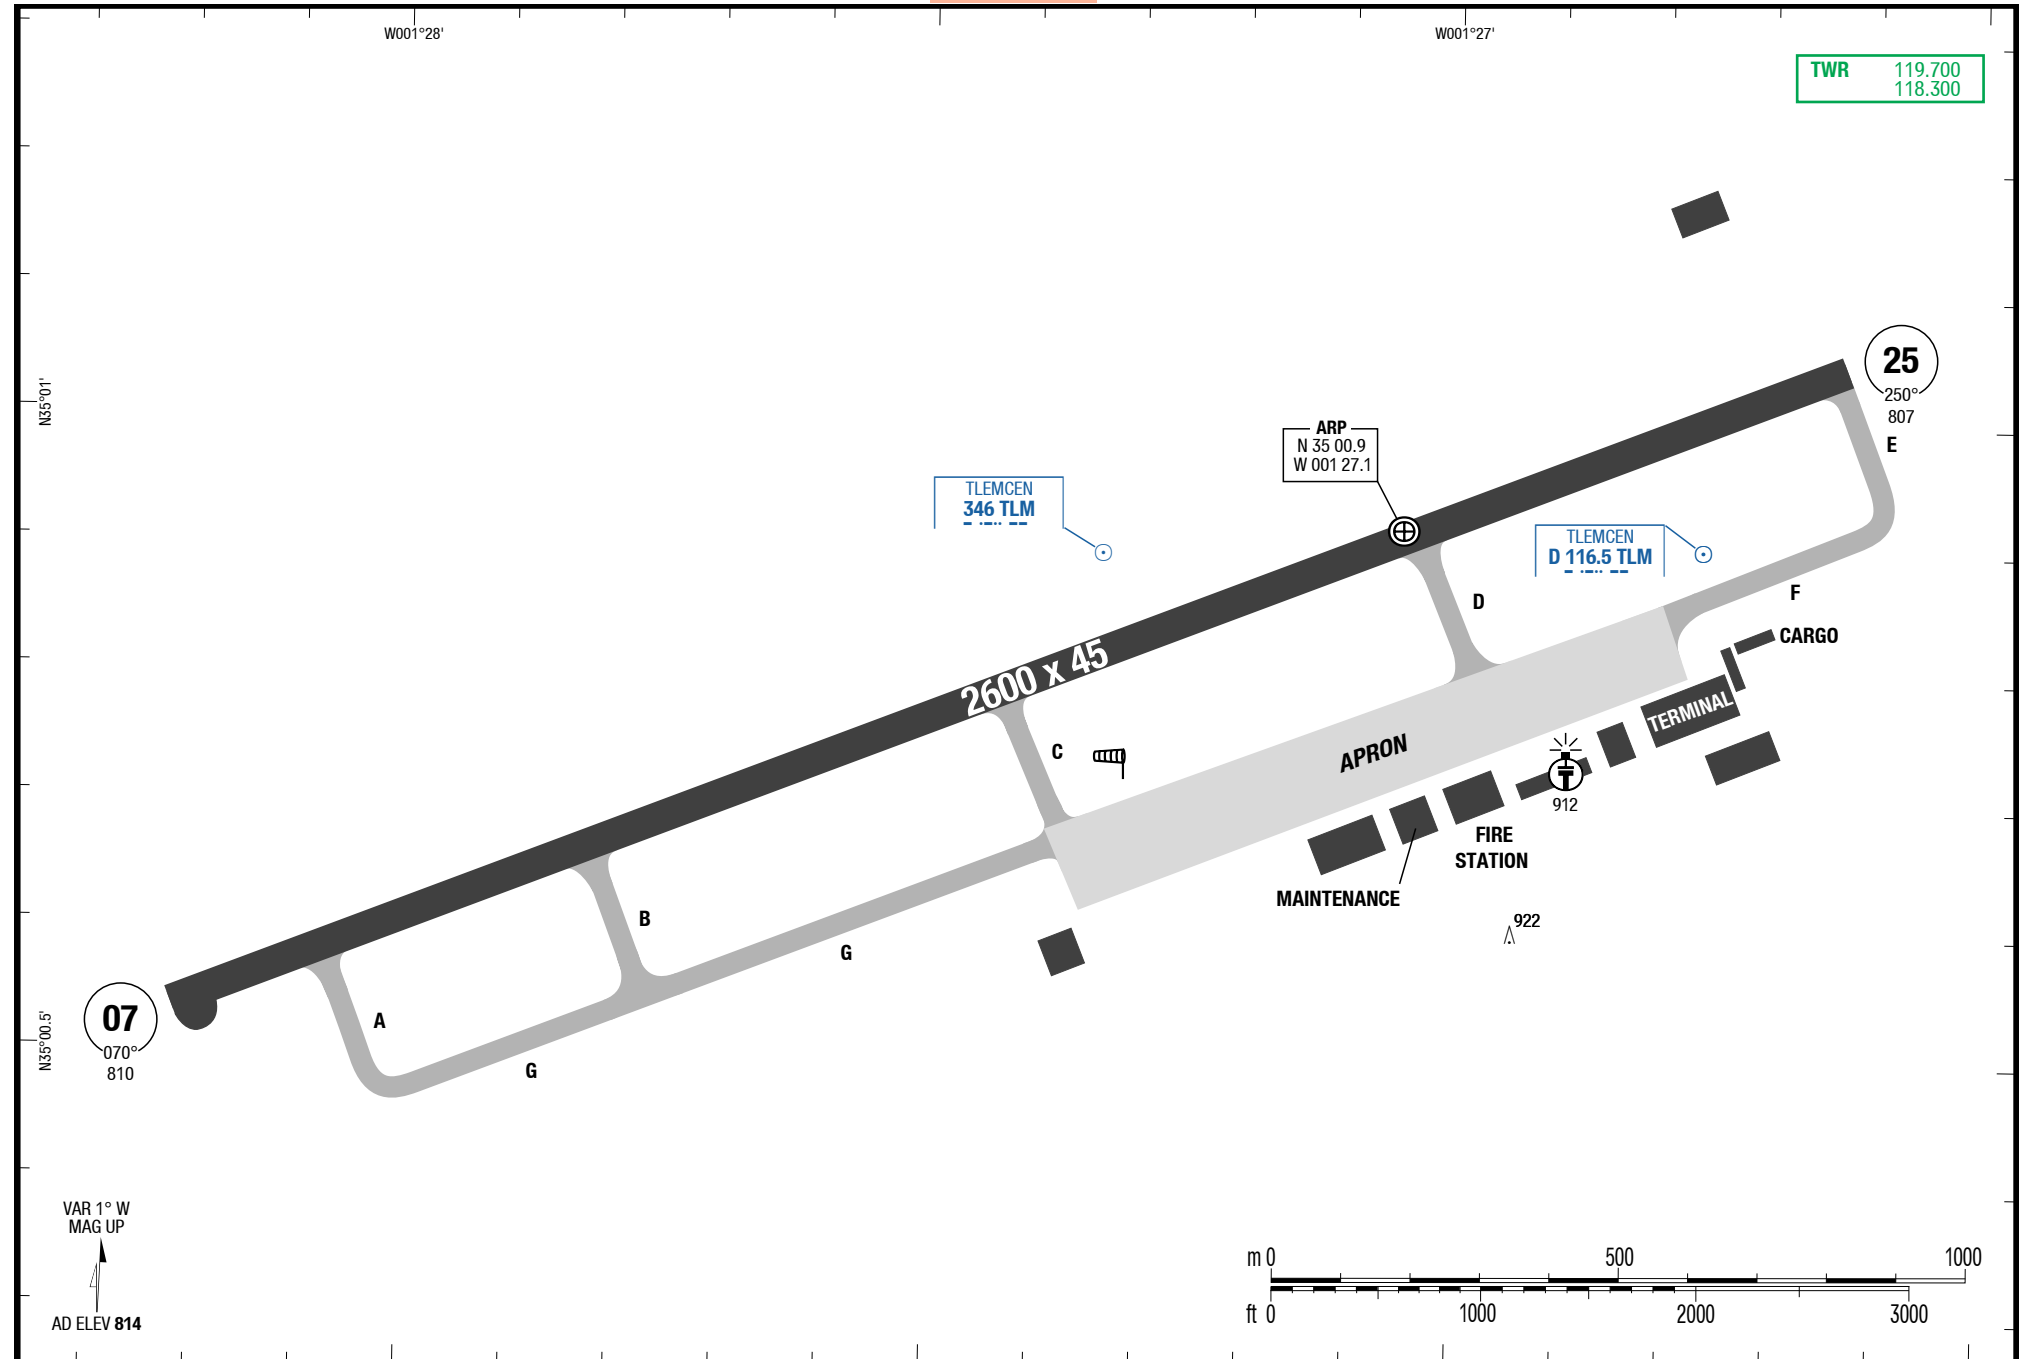 W001°28'
W001°27'
TWR 119.700
118.300
25
250°
807
N35°01'
ARP
N 35 00.9
W 001 27.1
E
TLEMCEN
346 TLM
TLEMCEN
D 116.5 TLM
D
F
CARGO
2600 x 45
TERMINAL
C
APRON
912
FIRE
STATION
MAINTENANCE
922
B
G
A
G
07
070°
810
N35°00.5'
VAR 1° W
MAG UP
AD ELEV 814
m 0 500 1000
ft 0 1000 2000 3000